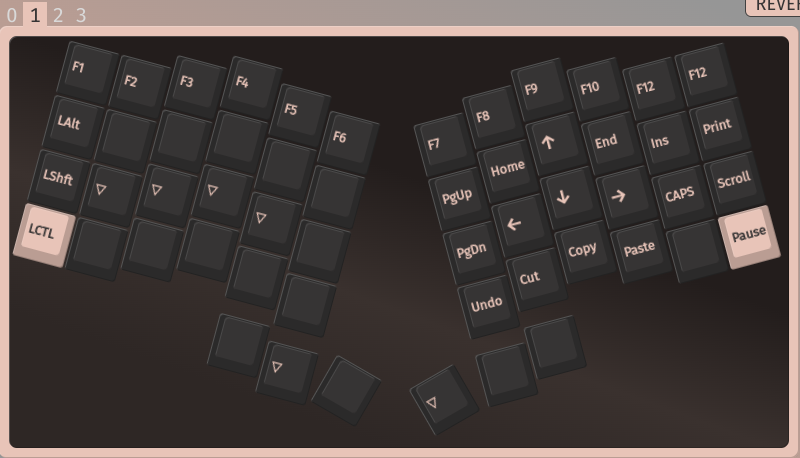 0 1 2 3
F1 F2 F3 F4 F5 F6 F7 F8 F9 F10 F12 F12
LAlt PgUp Home ↑ End Ins Print
LShft ▽ ▽ ▽ ▽ PgDn ← ↓ → CAPS Scroll
LCTL Undo Cut Copy Paste Pause
▽ ▽